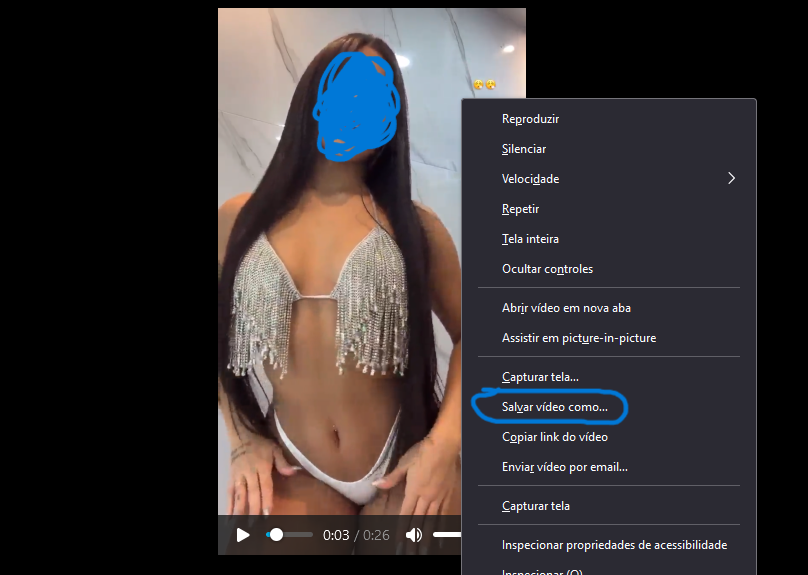 Reproduzir
Silenciar
Velocidade
Repetir
Tela inteira
Ocultar controles
Abrir vídeo em nova aba
Assistir em picture-in-picture
Capturar tela...
Salvar vídeo como...
Copiar link do vídeo
Enviar vídeo por email...
Capturar tela
0:03 / 0:26
Inspecionar propriedades de acessibilidade
Inspecionar (Q)